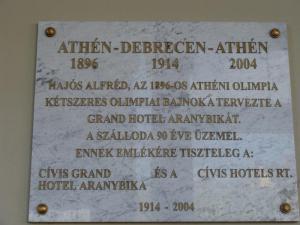 ATHÉN-DEBRECEN-ATHÉN
1896 1914 2004
HAJÓS ALFRÉD, AZ 1896-OS ATHÉNI OLIMPIA
KÉTSZERES OLIMPIAI BAJNOKA TERVEZTE A
GRAND HOTEL ARANYBIKÁT.
A SZÁLLODA 90 ÉVE ÜZEMEL.
ENNEK EMLÉKÉRE TISZTELEG A:
CÍVIS GRAND ÉS A CÍVIS HOTELS RT.
HOTEL ARANYBIKA
1914 - 2004